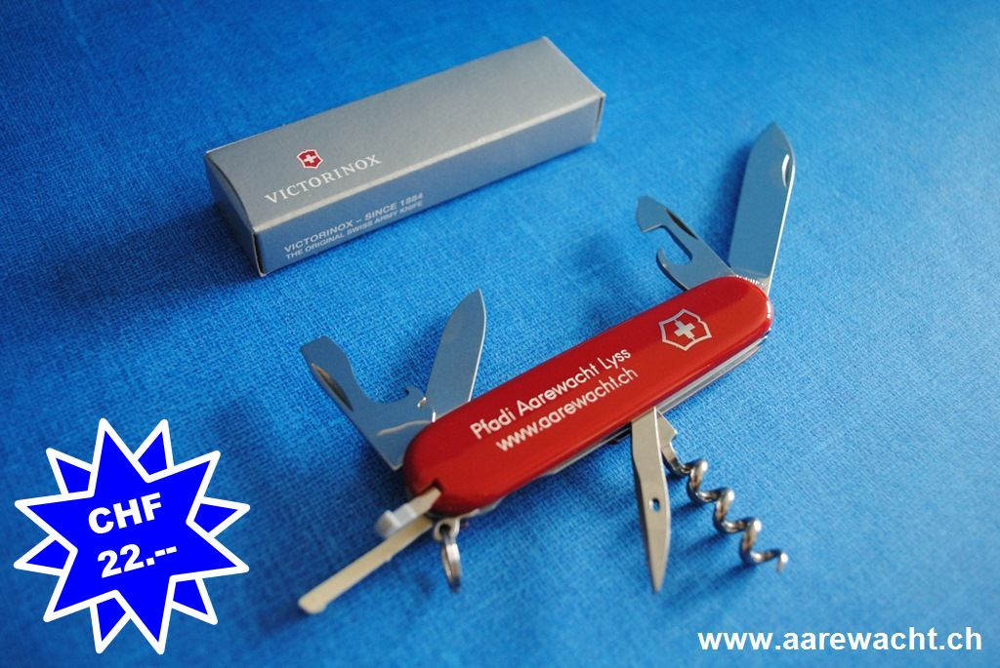 VICTORINOX
VICTORINOX – SINCE 1884
THE ORIGINAL SWISS ARMY KNIFE
Pfadi Aarewacht Lyss
www.aarewacht.ch
CHF
22.--
www.aarewacht.ch